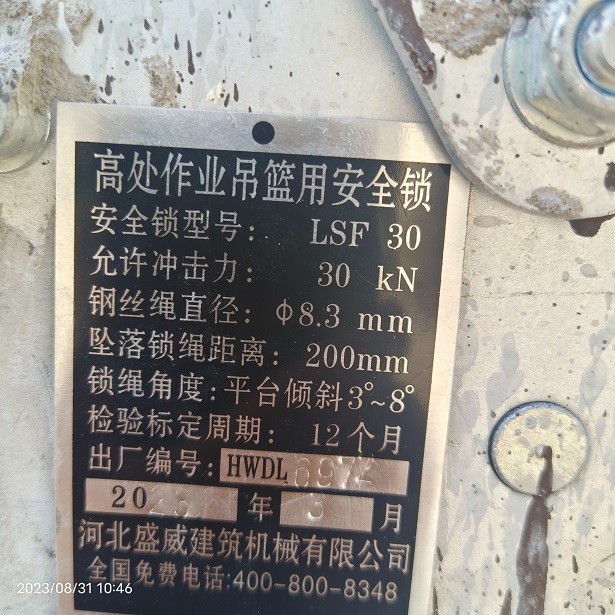 高处作业吊篮用安全锁
安全锁型号: LSF 30
允许冲击力: 30 kN
钢丝绳直径: φ8.3 mm
坠落锁绳距离: 200mm
锁绳角度:平台倾斜3°~8°
检验标定周期: 12个月
出厂编号: HWDL
20 年 月
河北盛威建筑机械有限公司
全国免费电话:400-800-8348
2023/08/31 10:46